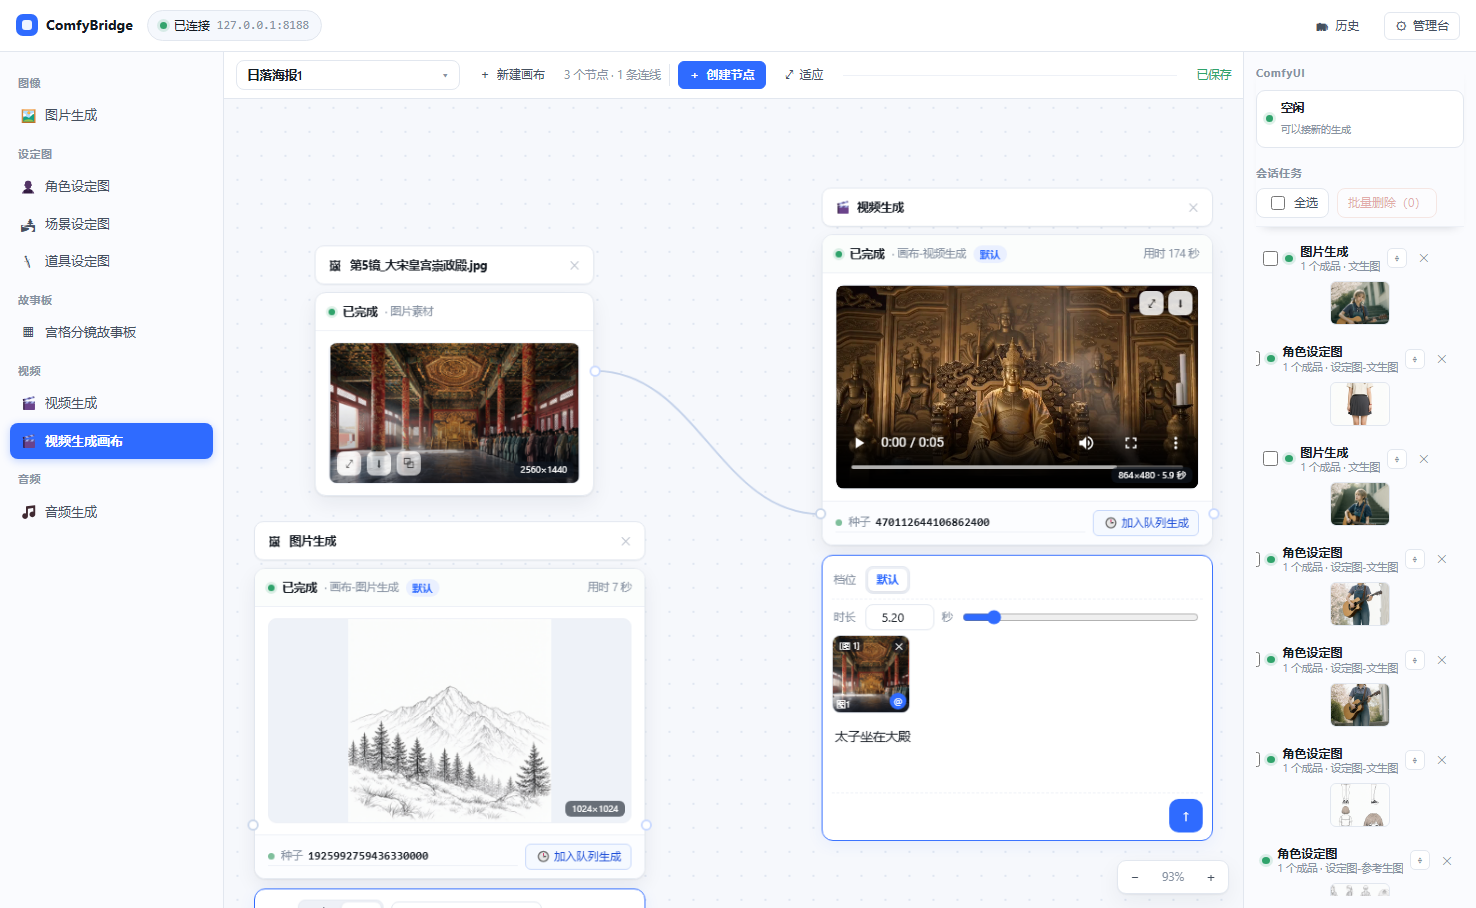 ComfyBridge
已连接 127.0.0.1:8188
历史
管理台
图像
图片生成
设定图
角色设定图
场景设定图
道具设定图
故事板
宫格分镜故事板
视频
视频生成
视频生成画布
音频
音频生成
日落海报1
+ 新建画布
3 个节点 · 1 条连线
+ 创建节点
适应
已保存
第5镜_大宋皇宫崇政殿.jpg
已完成 · 图片素材
2560×1440
图片生成
已完成 · 画布-图片生成 默认 用时 7 秒
1024×1024
种子 1925992759436330000
加入队列生成
视频生成
已完成 · 画布-视频生成 默认 用时 174 秒
0:00 / 0:05
864×480 · 5.9 秒
种子 470112644106862400
加入队列生成
档位 默认
时长 5.20 秒
[图 1]
图1
@
太子坐在大殿
↑
− 93% +
ComfyUI
空闲
可以接新的生成
会话任务
全选
批量删除 (0)
图片生成
1 个成品 · 文生图
角色设定图
1 个成品 · 设定图-文生图
图片生成
1 个成品 · 文生图
角色设定图
1 个成品 · 设定图-文生图
角色设定图
1 个成品 · 设定图-文生图
角色设定图
1 个成品 · 设定图-文生图
角色设定图
1 个成品 · 设定图-参考生图